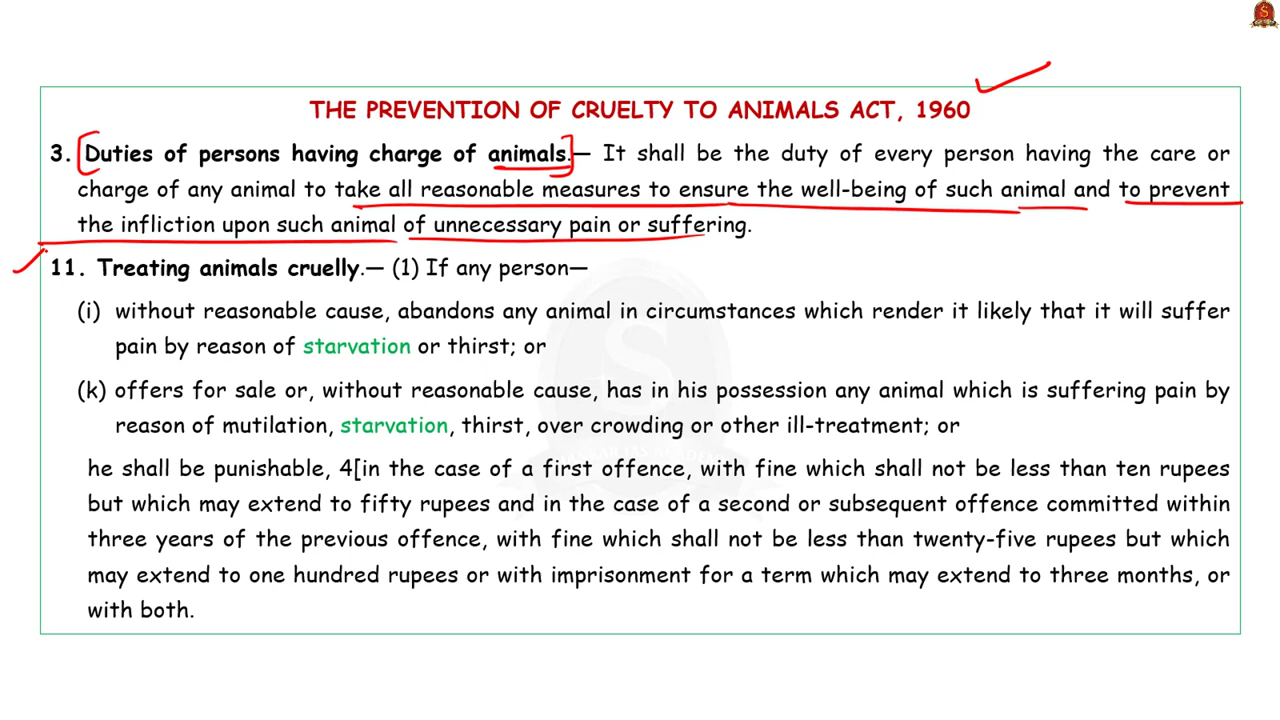 THE PREVENTION OF CRUELTY TO ANIMALS ACT, 1960
3. Duties of persons having charge of animals.— It shall be the duty of every person having the care or
charge of any animal to take all reasonable measures to ensure the well-being of such animal and to prevent
the infliction upon such animal of unnecessary pain or suffering.
11. Treating animals cruelly.— (1) If any person—
(i) without reasonable cause, abandons any animal in circumstances which render it likely that it will suffer
pain by reason of starvation or thirst; or
(k) offers for sale or, without reasonable cause, has in his possession any animal which is suffering pain by
reason of mutilation, starvation, thirst, over crowding or other ill-treatment; or
he shall be punishable, 4[in the case of a first offence, with fine which shall not be less than ten rupees
but which may extend to fifty rupees and in the case of a second or subsequent offence committed within
three years of the previous offence, with fine which shall not be less than twenty-five rupees but which
may extend to one hundred rupees or with imprisonment for a term which may extend to three months, or
with both.